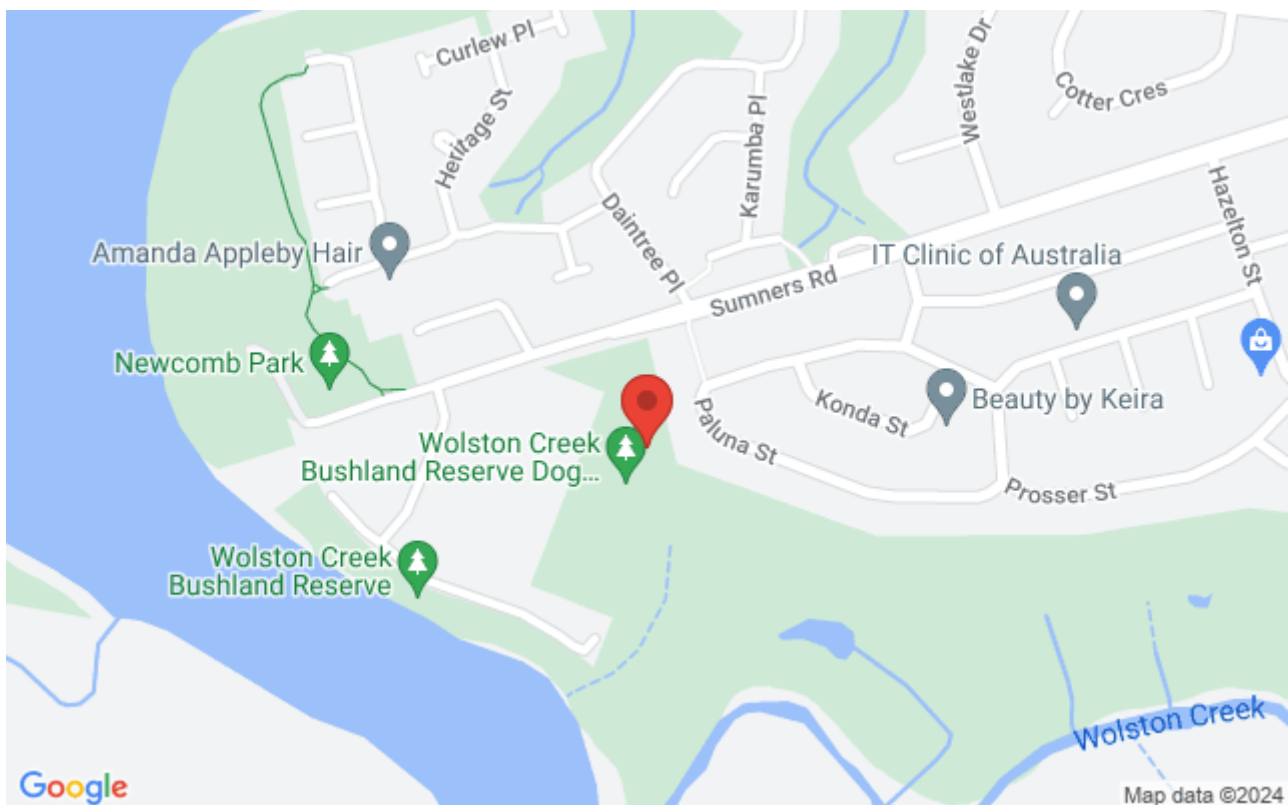 Curlew Pl
Heritage St
Karumba Pl
Westlake Dr
Cotter Cres
Hazelton St
Daintree Pl
Amanda Appleby Hair
IT Clinic of Australia
Sumners Rd
Newcomb Park
Konda St
Beauty by Keira
Paluna St
Wolston Creek
Bushland Reserve Dog...
Prosser St
Wolston Creek
Bushland Reserve
Wolston Creek
Google
Map data ©2024